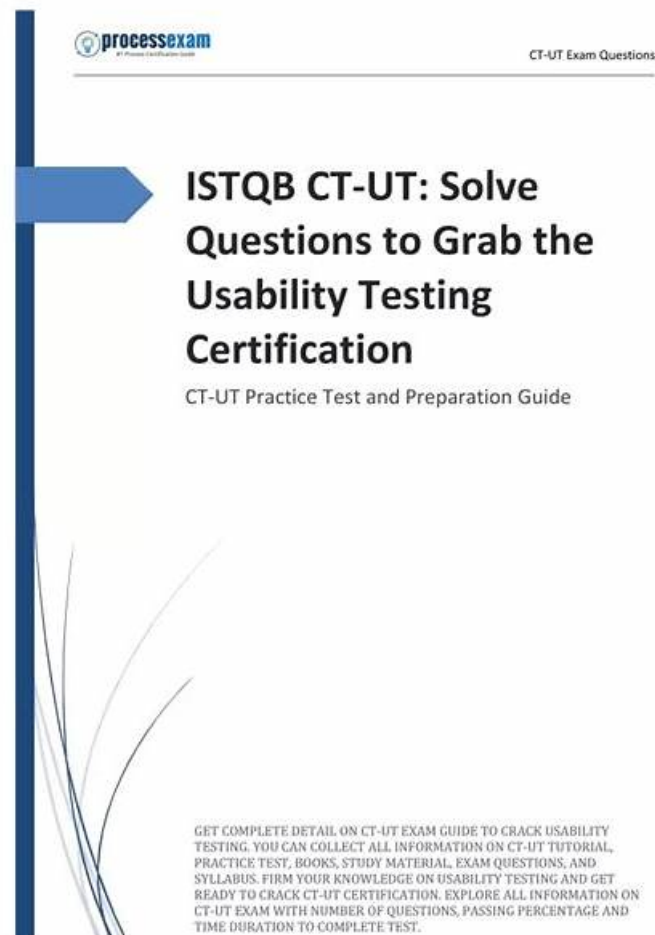 processexam
#1 Process Certification Guide
CT-UT Exam Questions
ISTQB CT-UT: Solve
Questions to Grab the
Usability Testing
Certification
CT-UT Practice Test and Preparation Guide
GET COMPLETE DETAIL ON CT-UT EXAM GUIDE TO CRACK USABILITY
TESTING. YOU CAN COLLECT ALL INFORMATION ON CT-UT TUTORIAL,
PRACTICE TEST, BOOKS, STUDY MATERIAL, EXAM QUESTIONS, AND
SYLLABUS. FIRM YOUR KNOWLEDGE ON USABILITY TESTING AND GET
READY TO CRACK CT-UT CERTIFICATION. EXPLORE ALL INFORMATION ON
CT-UT EXAM WITH NUMBER OF QUESTIONS, PASSING PERCENTAGE AND
TIME DURATION TO COMPLETE TEST.